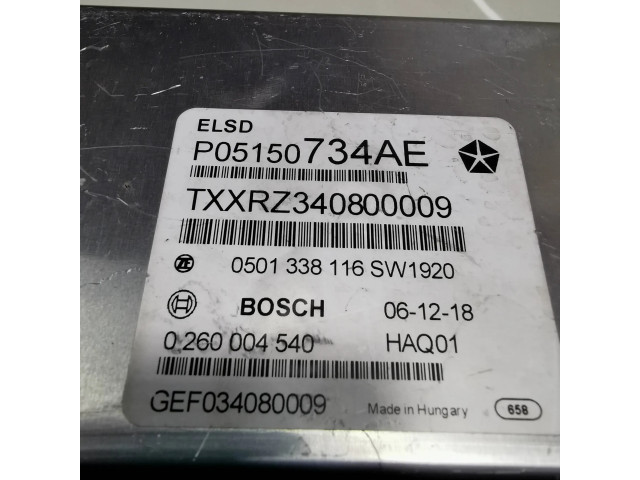 ELSD
P05150734AE
TXXRZ340800009
ZF 0501 338 116 SW1920
BOSCH 06-12-18
0 260 004 540 HAQ01
GEF034080009 Made in Hungary 658